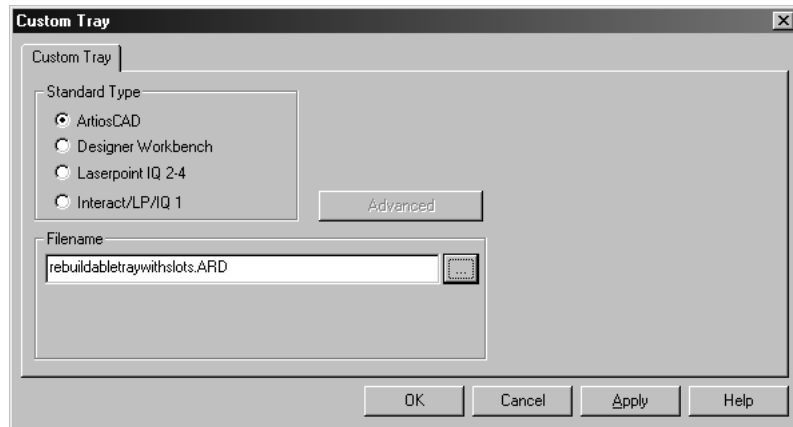 Custom Tray
Custom Tray
Standard Type
ArtiosCAD
Designer Workbench
Laserpoint IQ 2-4
Interact/LP/IQ 1
Advanced
Filename
rebuildabletraywithslots.ARD
...
OK
Cancel
Apply
Help